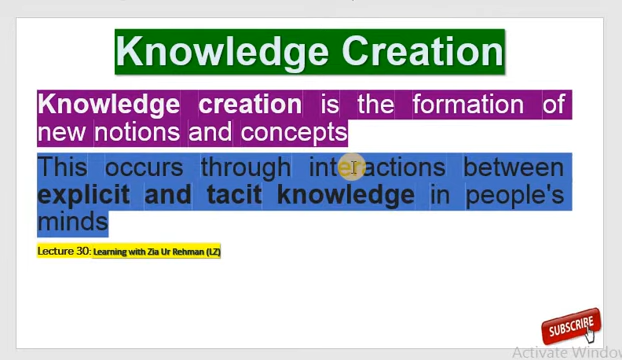 Knowledge Creation
Knowledge creation is the formation of
new notions and concepts
This occurs through interactions between
explicit and tacit knowledge in people's
minds
Lecture 30: Learning with Zia Ur Rehman (LZ)
SUBSCRIBE
Activate Window